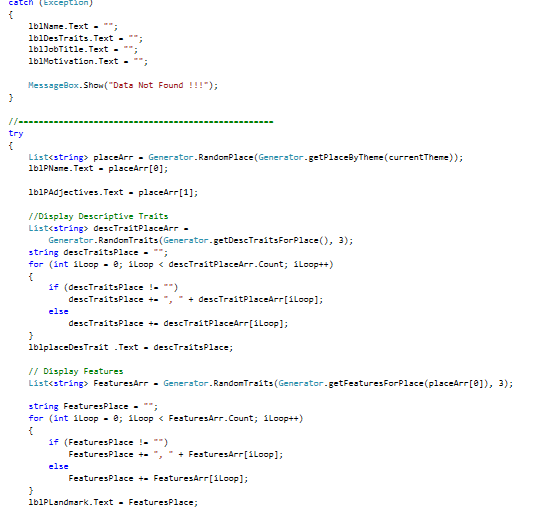 catch (Exception)
{
lblName.Text = "";
lblDesTraits.Text = "";
lblJobTitle.Text = "";
lblMotivation.Text = "";
MessageBox.Show("Data Not Found !!!");
}
//---------------------------------------------------
try
{
List<string> placeArr = Generator.RandomPlace(Generator.getPlaceByTheme(currentTheme));
lblPName.Text = placeArr[0];
lblPAdjectives.Text = placeArr[1];
//Display Descriptive Traits
List<string> descTraitPlaceArr =
Generator.RandomTraits(Generator.getDescTraitsForPlace(), 3);
string descTraitsPlace = "";
for (int iLoop = 0; iLoop < descTraitPlaceArr.Count; iLoop++)
{
if (descTraitsPlace != "")
descTraitsPlace += ", " + descTraitPlaceArr[iLoop];
else
descTraitsPlace += descTraitPlaceArr[iLoop];
}
lblplaceDesTrait .Text = descTraitsPlace;
// Display Features
List<string> FeaturesArr = Generator.RandomTraits(Generator.getFeaturesForPlace(placeArr[0]), 3);
string FeaturesPlace = "";
for (int iLoop = 0; iLoop < FeaturesArr.Count; iLoop++)
{
if (FeaturesPlace != "")
FeaturesPlace += ", " + FeaturesArr[iLoop];
else
FeaturesPlace += FeaturesArr[iLoop];
}
lblPLandmark.Text = FeaturesPlace;